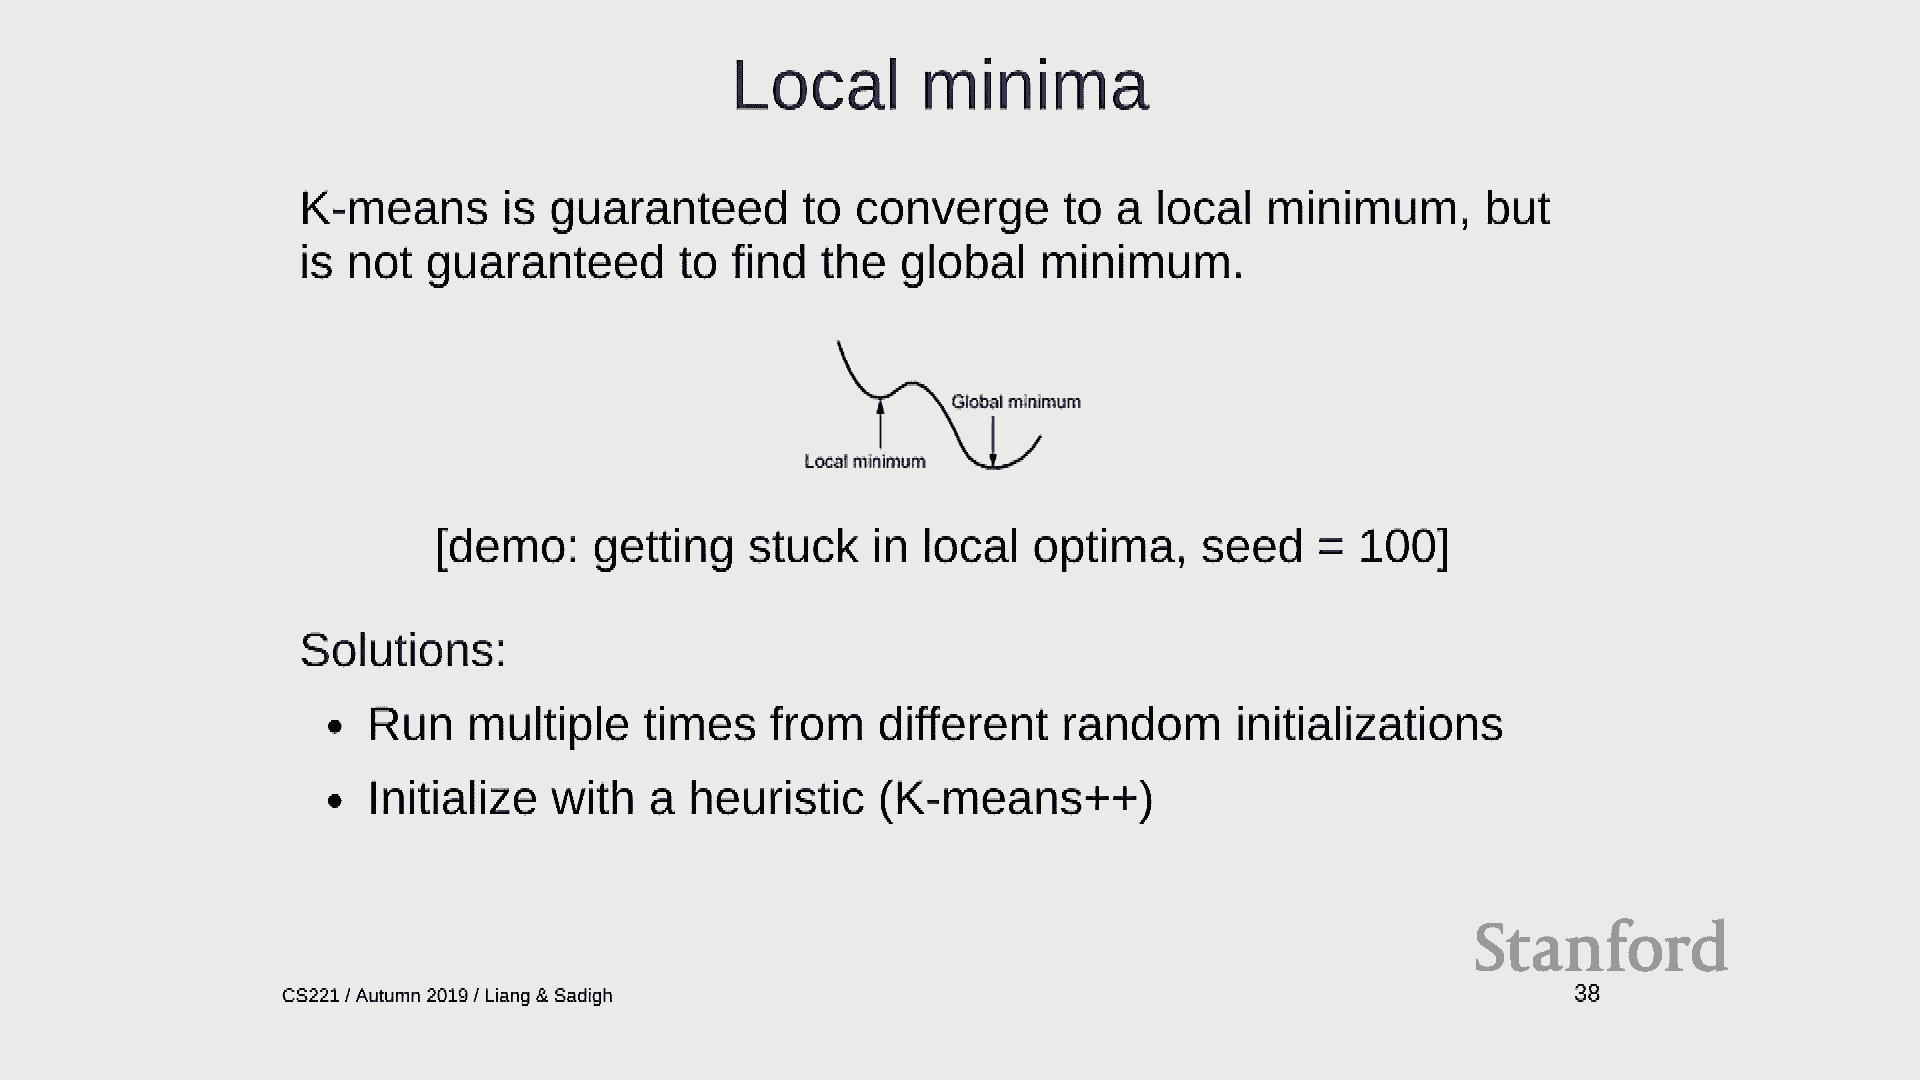 Local minima
K-means is guaranteed to converge to a local minimum, but
is not guaranteed to find the global minimum.
Global minimum
Local minimum
[demo: getting stuck in local optima, seed = 100]
Solutions:
• Run multiple times from different random initializations
• Initialize with a heuristic (K-means++)
Stanford
CS221 / Autumn 2019 / Liang & Sadigh
38